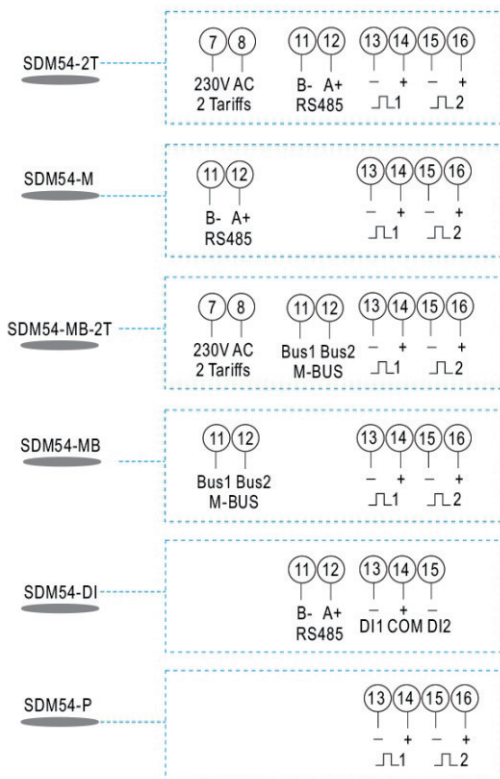 SDM54-2T
7 8 11 12 13 14 15 16
230V AC B- A+ − + − +
2 Tariffs RS485 1 2
SDM54-M
11 12 13 14 15 16
B- A+ − + − +
RS485 1 2
SDM54-MB-2T
7 8 11 12 13 14 15 16
230V AC Bus1 Bus2 − + − +
2 Tariffs M-BUS 1 2
SDM54-MB
11 12 13 14 15 16
Bus1 Bus2 − + − +
M-BUS 1 2
SDM54-DI
11 12 13 14 15
B- A+ − + −
RS485 DI1 COM DI2
SDM54-P
13 14 15 16
− + − +
1 2